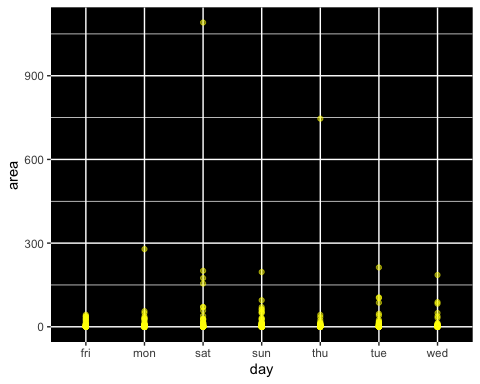 area
900
600
300
0
fri mon sat sun thu tue wed
day